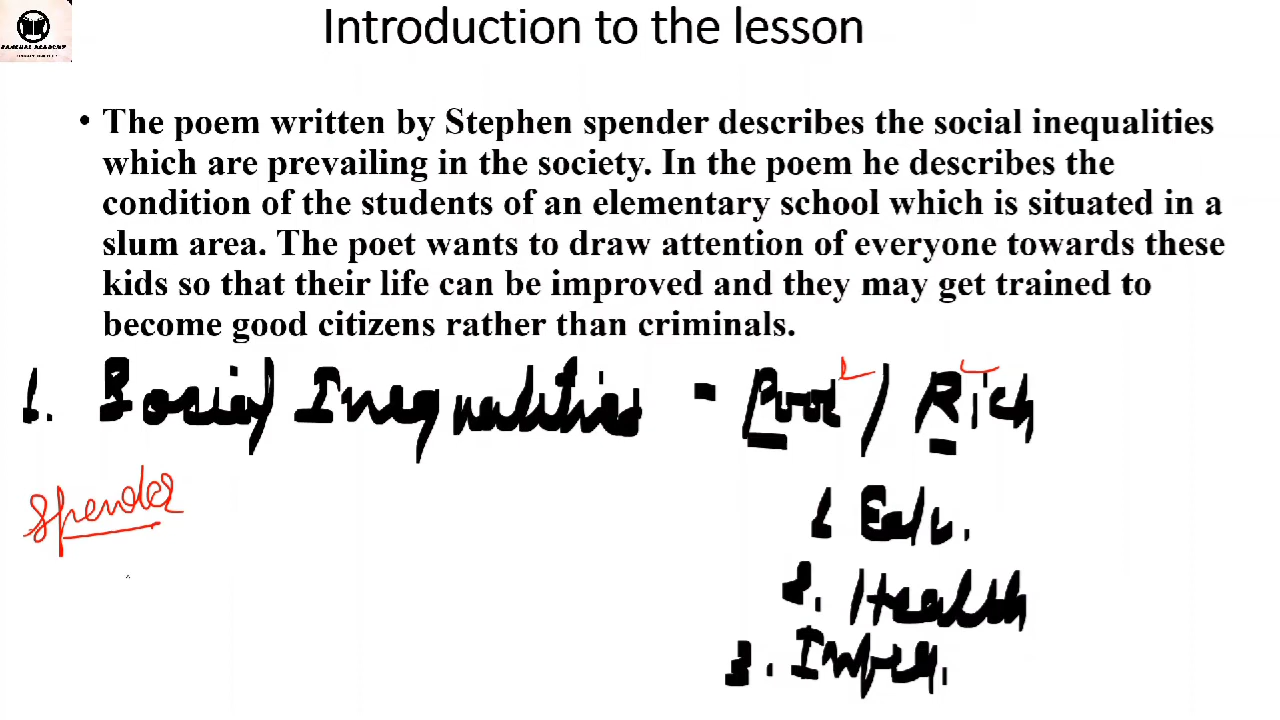 Introduction to the lesson
• The poem written by Stephen spender describes the social inequalities
which are prevailing in the society. In the poem he describes the
condition of the students of an elementary school which is situated in a
slum area. The poet wants to draw attention of everyone towards these
kids so that their life can be improved and they may get trained to
become good citizens rather than criminals.
1. Social Inequalities - Poor / Rich
Spender
1 Edu.
2. Health
3.